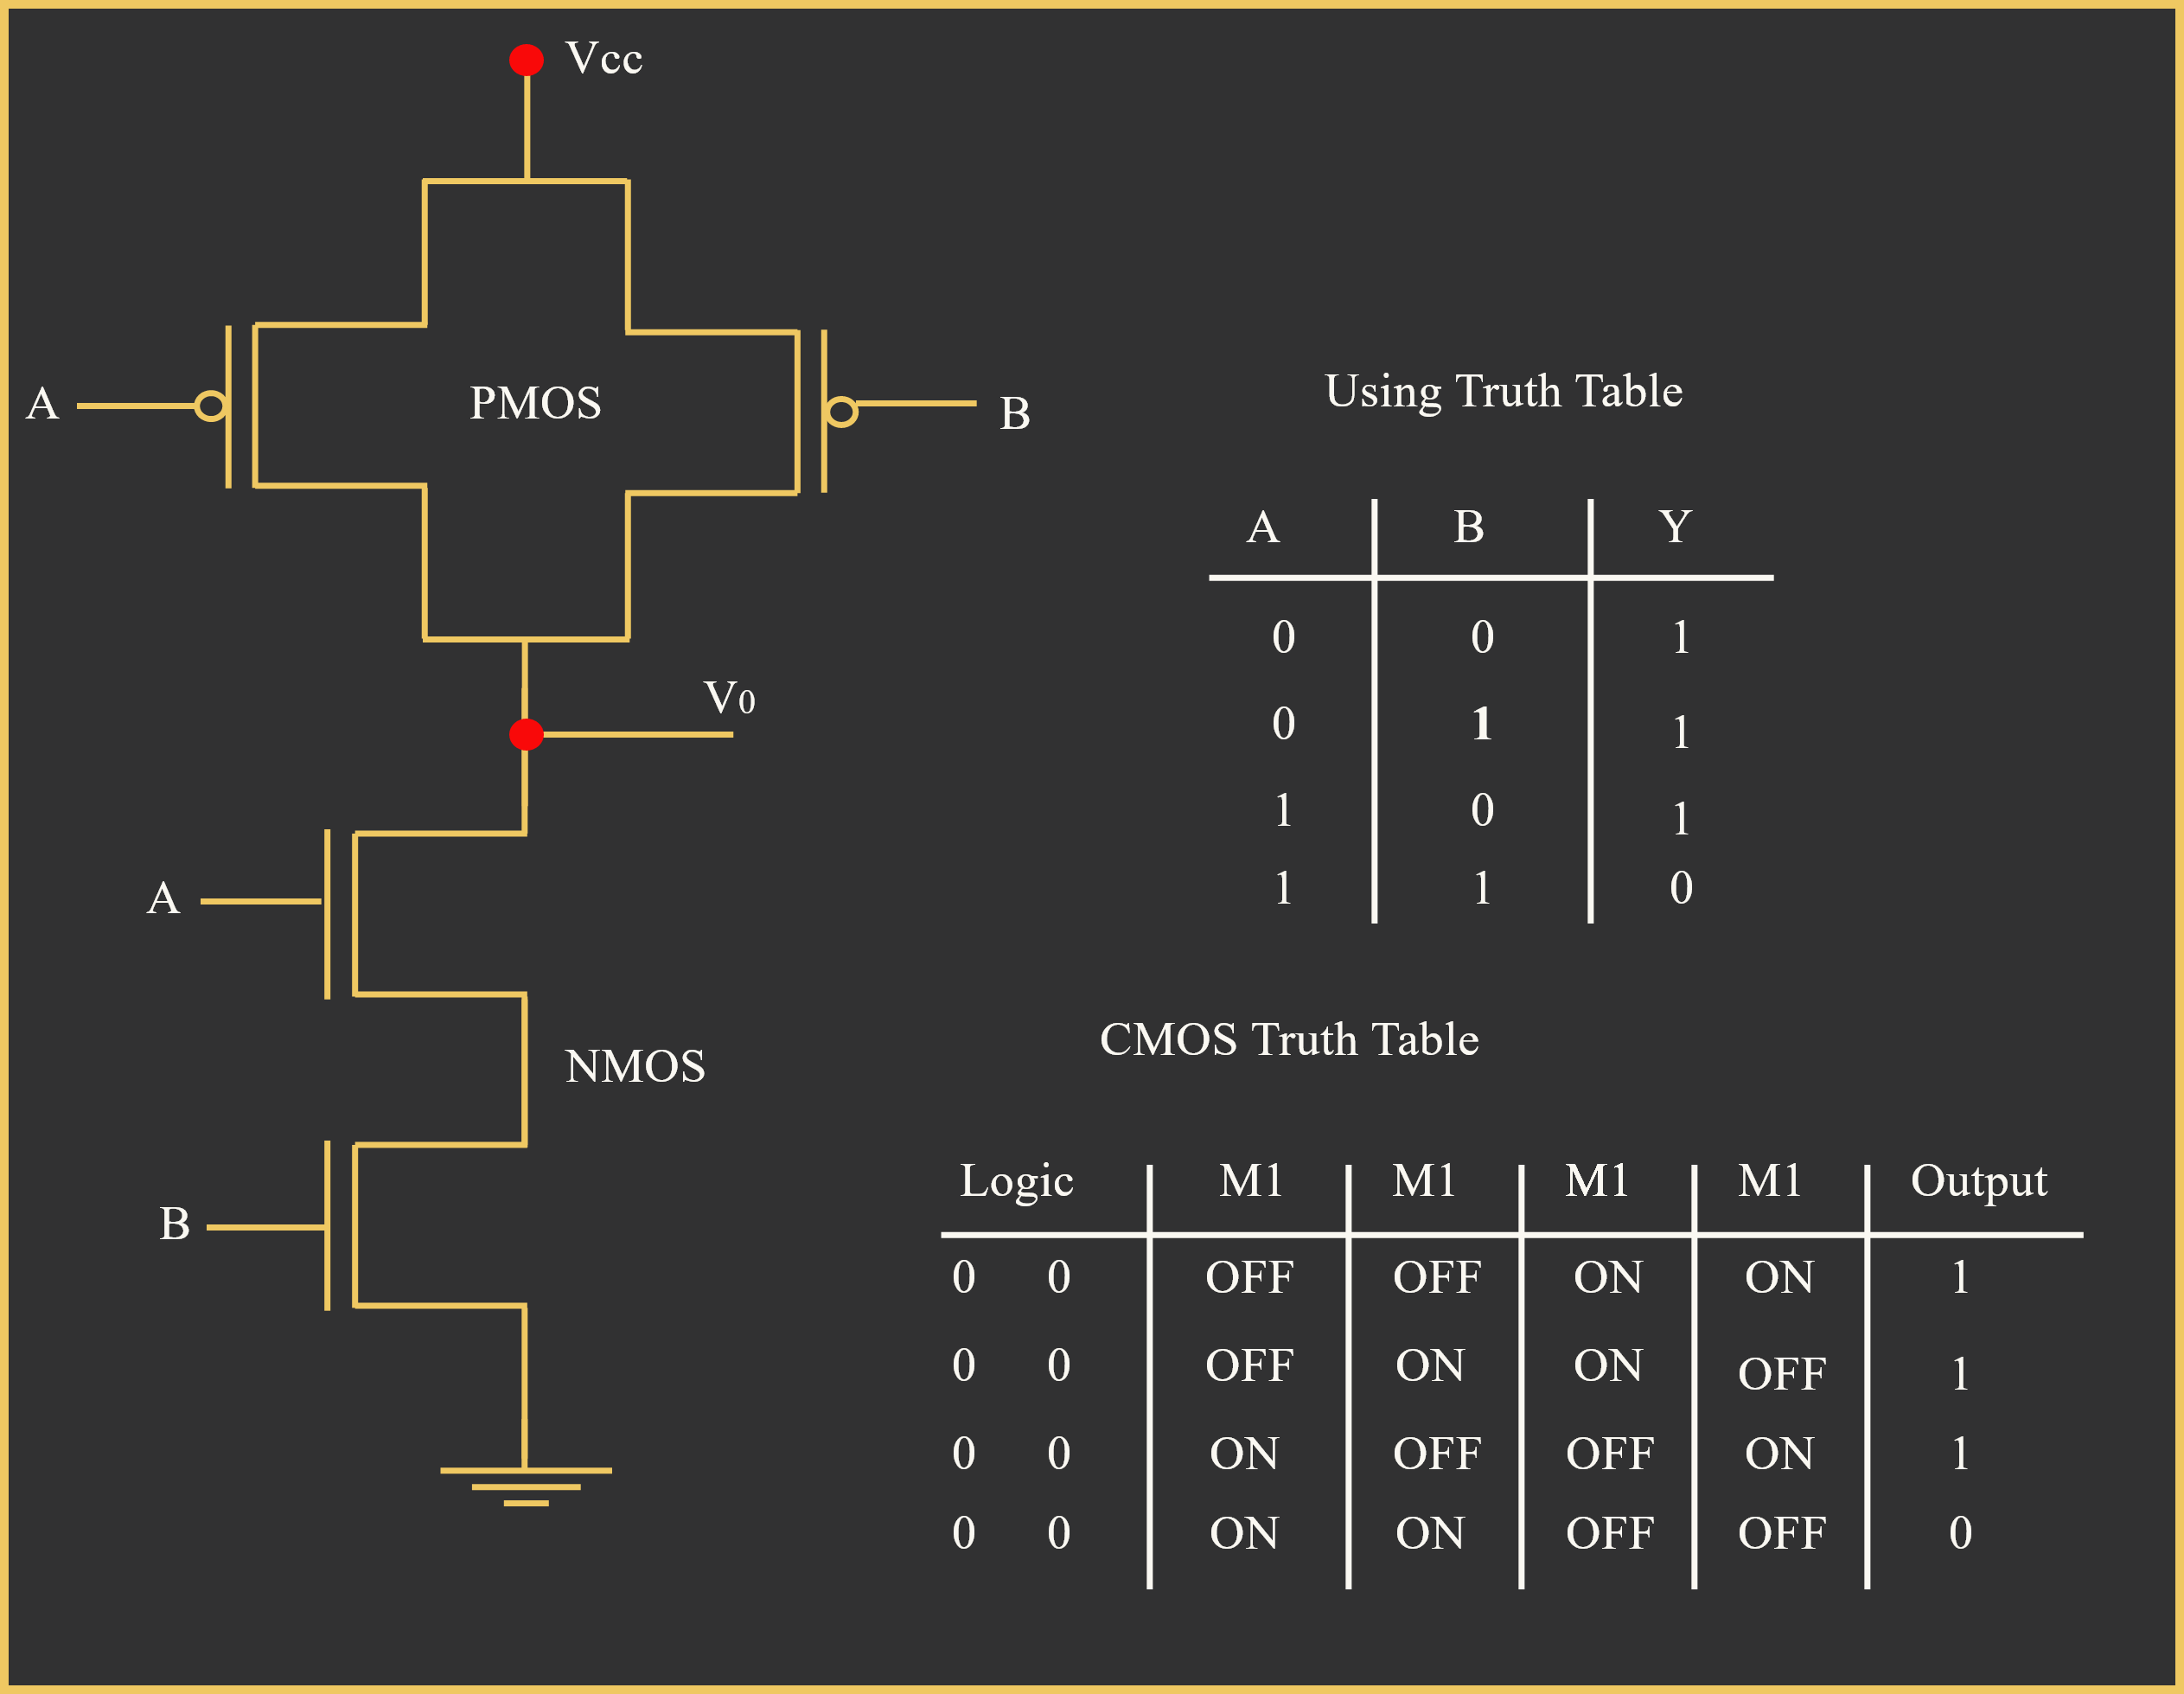 Vcc
A
PMOS
B
V0
A
NMOS
B
Using Truth Table
A B Y
0 0 1
0 1 1
1 0 1
1 1 0
CMOS Truth Table
Logic M1 M1 M1 M1 Output
0 0 OFF OFF ON ON 1
0 0 OFF ON ON OFF 1
0 0 ON OFF OFF ON 1
0 0 ON ON OFF OFF 0